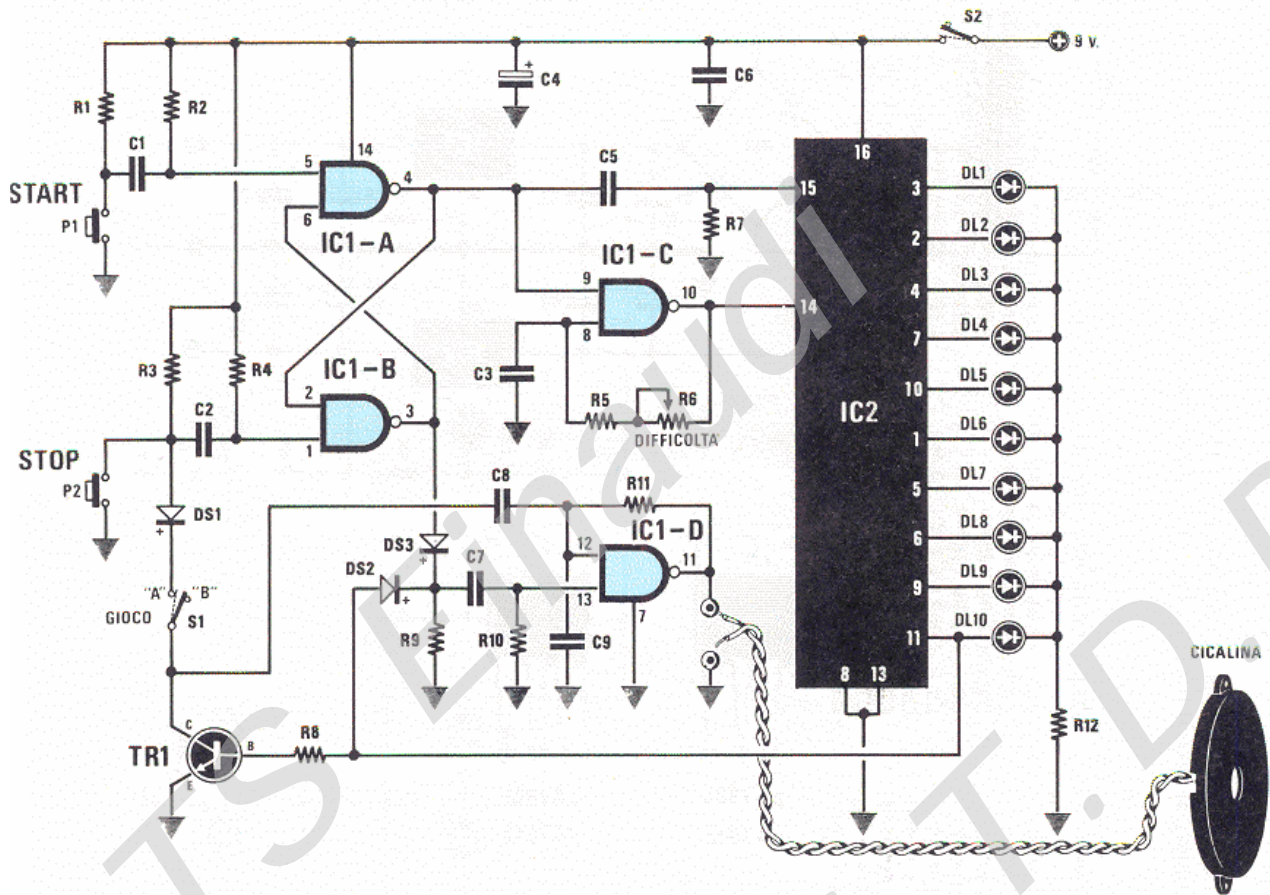 S2
9 v.
C4
C6
R1
R2
C1
5
14
4
6
IC1-A
START
P1
C5
R7
16
15
14
IC2
IC1-C
9
10
8
C3
R5
R6
DIFFICOLTA
R3
R4
C2
IC1-B
2
3
1
STOP
P2
DS1
"A"
"B"
GIOCO
S1
C8
R11
IC1-D
DS3
DS2
C7
12
11
13
7
R9
R10
C9
3
DL1
2
DL2
4
DL3
7
DL4
10
DL5
1
DL6
5
DL7
6
DL8
9
DL9
11
DL10
8
13
R12
CICALINA
TR1
C
B
E
R8
TS Einaudi
T. D. P